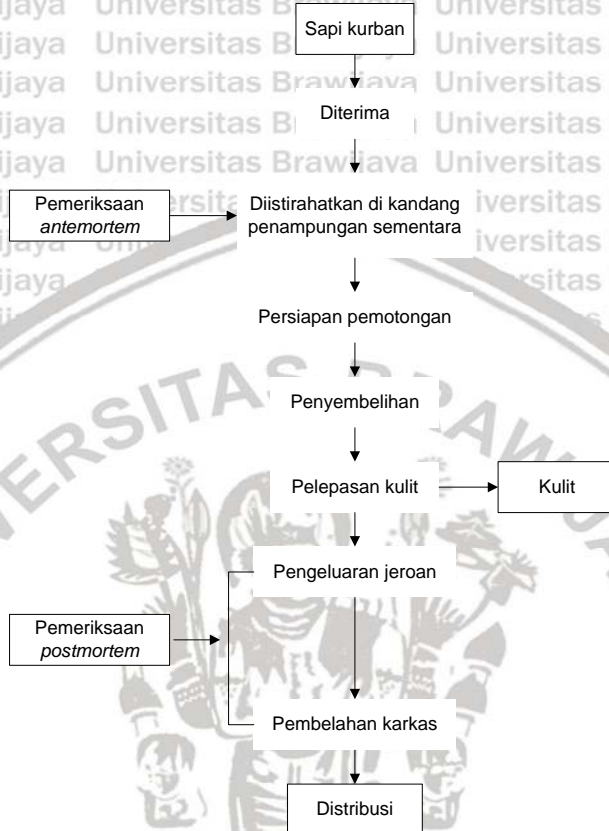 Sapi kurban
Diterima
Pemeriksaan
antemortem
Diistirahatkan di kandang
penampungan sementara
Persiapan pemotongan
Penyembelihan
Pelepasan kulit
Kulit
Pengeluaran jeroan
Pemeriksaan
postmortem
Pembelahan karkas
Distribusi